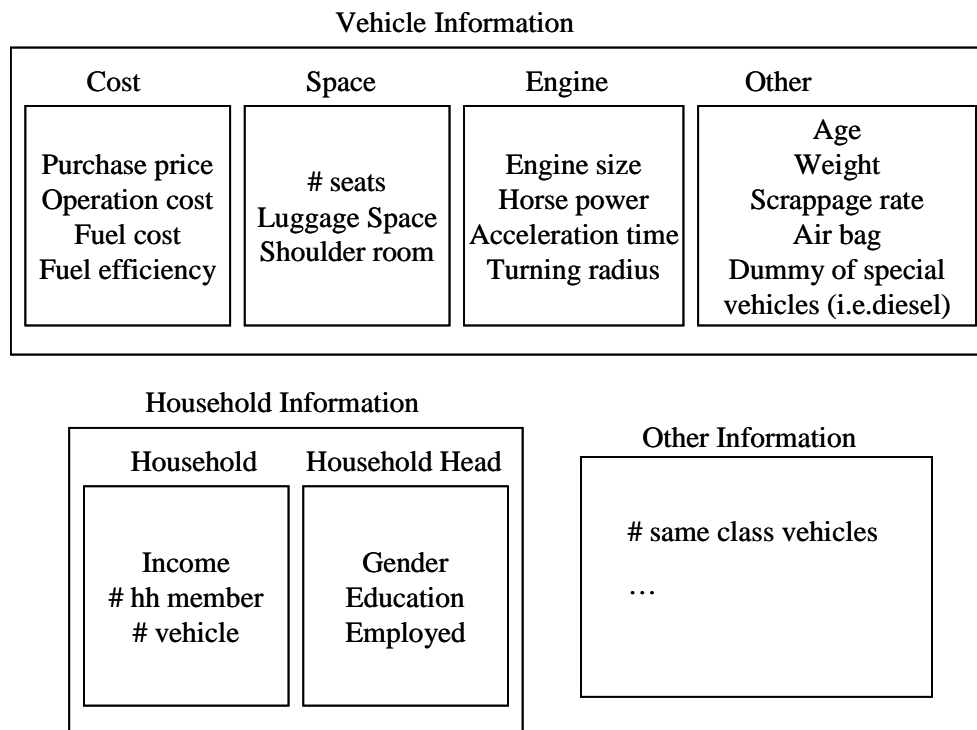 Vehicle Information
Cost
Purchase price
Operation cost
Fuel cost
Fuel efficiency
Space
# seats
Luggage Space
Shoulder room
Engine
Engine size
Horse power
Acceleration time
Turning radius
Other
Age
Weight
Scrappage rate
Air bag
Dummy of special
vehicles (i.e.diesel)
Household Information
Household
Income
# hh member
# vehicle
Household Head
Gender
Education
Employed
Other Information
# same class vehicles
…